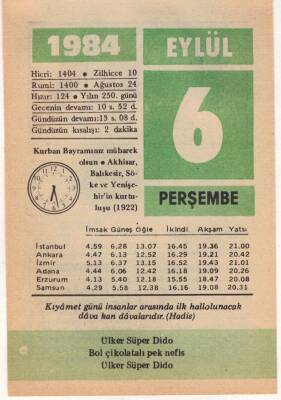 1984
EYLÜL
Hicri: 1404 • Zilhicce 10
Rumi: 1400 • Ağustos 24
Hızır: 124 • Yılın 250. günü
Gecenin devamı: 10 s. 52 d.
Gündüzün devamı: 13 s. 08 d.
Gündüzün kısalışı: 2 dakika
6
PERŞEMBE
Kurban Bayramınız mübarek
olsun • Akhisar,
Balıkesir, Sö-
ke ve Yenişe-
hir'in kurtu-
luşu (1922)
İmsak Güneş Öğle İkindi Akşam Yatsı
İstanbul 4.59 6.28 13.07 16.45 19.36 21.00
Ankara 4.47 6.13 12.52 16.29 19.21 20.42
İzmir 5.13 6.37 13.15 16.52 19.43 21.01
Adana 4.44 6.06 12.42 16.18 19.09 20.26
Erzurum 4.13 5.40 12.18 15.55 18.47 20.08
Samsun 4.29 5.58 12.38 16.16 19.08 20.31
Kıyâmet günü insanlar arasında ilk hallolunacak
dâva kan dâvalarıdır. (Hadis)
Ülker Süper Dido
Bol çikolatalı pek nefis
Ülker Süper Dido